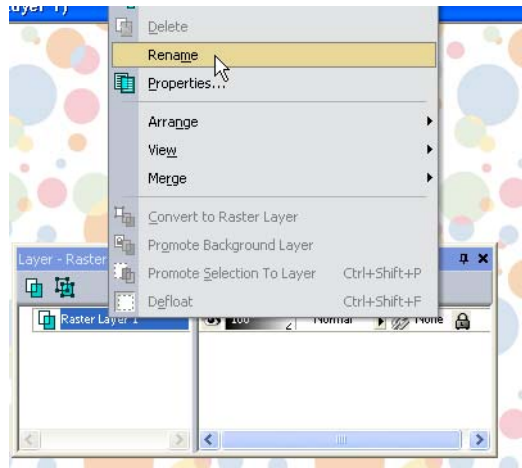 ayer 1)
Delete
Rename
Properties...
Arrange
View
Merge
Convert to Raster Layer
Promote Background Layer
Promote Selection To Layer Ctrl+Shift+P
Defloat Ctrl+Shift+F
Layer - Raster
Raster Layer 1 100 Normal None